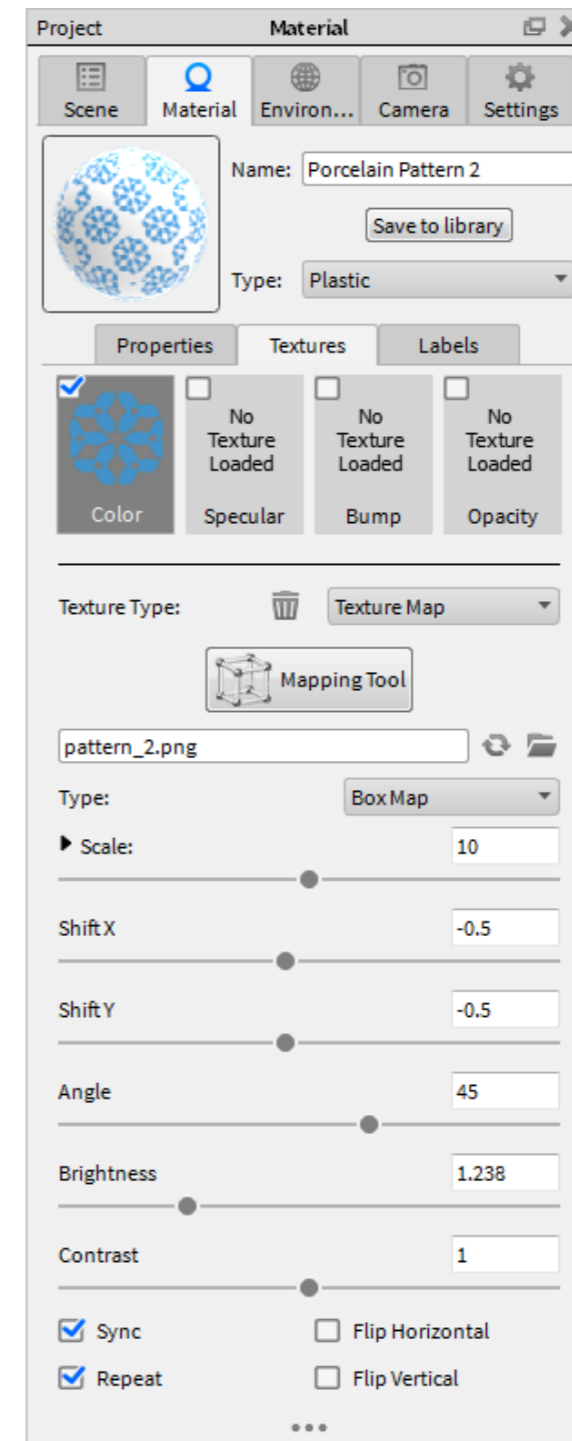 Project Material
Scene Material Environ... Camera Settings
Name: Porcelain Pattern 2
Save to library
Type: Plastic
Properties Textures Labels
No Texture Loaded No Texture Loaded No Texture Loaded
Color Specular Bump Opacity
Texture Type: Texture Map
Mapping Tool
pattern_2.png
Type: Box Map
Scale: 10
Shift X -0.5
Shift Y -0.5
Angle 45
Brightness 1.238
Contrast 1
Sync Flip Horizontal
Repeat Flip Vertical